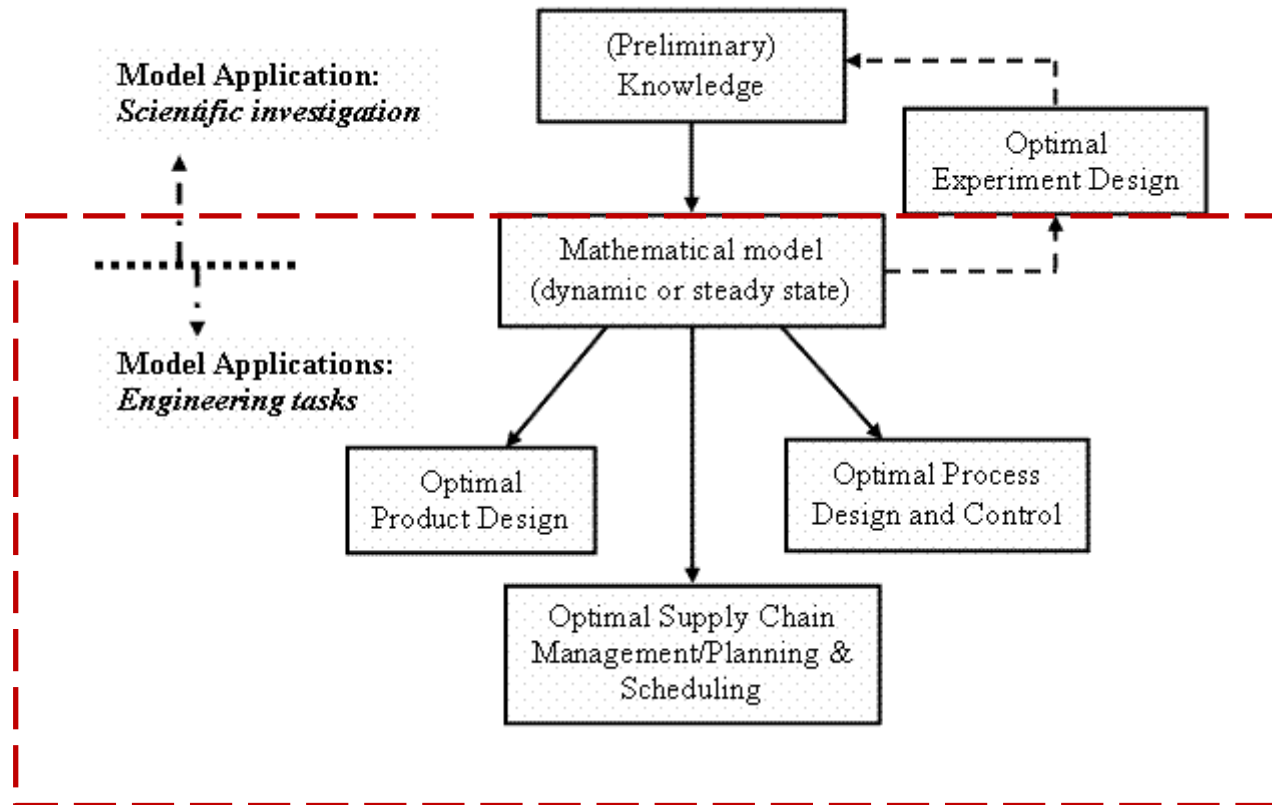 (Preliminary)
Knowledge
Model Application:
Scientific investigation
Optimal
Experiment Design
Mathematical model
(dynamic or steady state)
Model Applications:
Engineering tasks
Optimal
Product Design
Optimal Process
Design and Control
Optimal Supply Chain
Management/Planning &
Scheduling